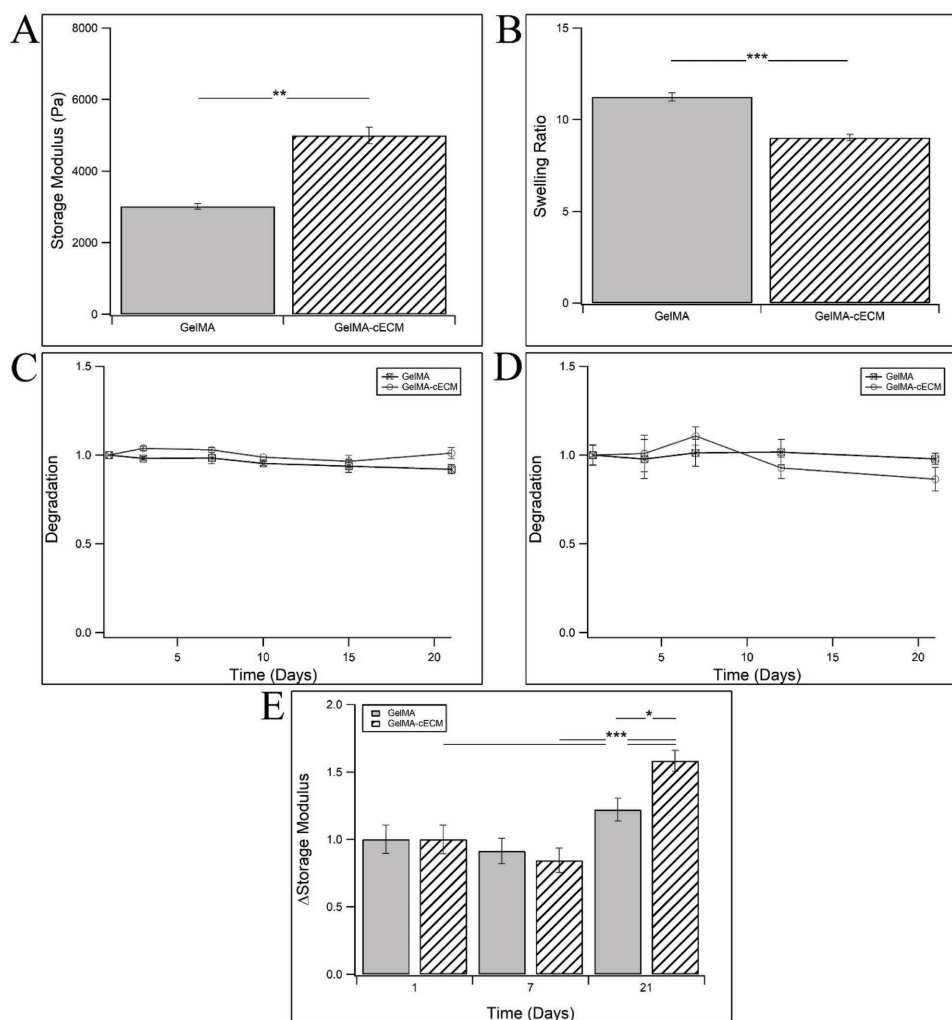 A
Storage Modulus (Pa)
8000
6000
4000
2000
0
**
GelMA
GelMA-cECM
B
Swelling Ratio
15
10
5
0
***
GelMA
GelMA-cECM
C
Degradation
1.5
1.0
0.5
0.0
GelMA
GelMA-cECM
5 10 15 20
Time (Days)
D
Degradation
1.5
1.0
0.5
0.0
GelMA
GelMA-cECM
5 10 15 20
Time (Days)
E
ΔStorage Modulus
2.0
1.5
1.0
0.5
0.0
GelMA
GelMA-cECM
*
***
1 7 21
Time (Days)